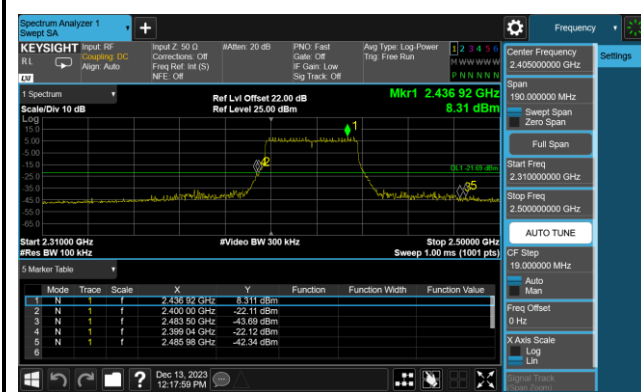 Spectrum Analyzer 1
Swept SA
Frequency
KEYSIGHT
Input: RF
Input Z: 50 Ω
#Atten: 20 dB
PNO: Fast
Avg Type: Log-Power
1 2 3 4 5 6
RL
Coupling: DC
Corrections: Off
Gate: Off
Trig: Free Run
M W W W W W
Align: Auto
Freq Ref: Int (S)
IF Gain: Low
NFE: Off
Sig Track: Off
P N N N N N
LXI
Center Frequency
2.405000000 GHz
Settings
Span
190.000000 MHz
Swept Span
Zero Span
Full Span
Start Freq
2.310000000 GHz
Stop Freq
2.500000000 GHz
AUTO TUNE
CF Step
19.000000 MHz
Auto
Man
Freq Offset
0 Hz
X Axis Scale
Log
Lin
Signal Track
(Span Zoom)
1 Spectrum
Ref Lvl Offset 22.00 dB
Mkr1 2.436 92 GHz
Scale/Div 10 dB
Ref Level 25.00 dBm
8.31 dBm
Log
15.0
5.00
-5.00
-15.0
-25.0
-35.0
-45.0
-55.0
-65.0
1
2
5
DL1 -21.69 dBm
Start 2.31000 GHz
#Video BW 300 kHz
Stop 2.50000 GHz
#Res BW 100 kHz
Sweep 1.00 ms (1001 pts)
5 Marker Table
Mode Trace Scale X Y Function Function Width Function Value
1 N 1 f 2.436 92 GHz 8.311 dBm
2 N 1 f 2.400 00 GHz -22.11 dBm
3 N 1 f 2.483 50 GHz -43.69 dBm
4 N 1 f 2.399 04 GHz -22.12 dBm
5 N 1 f 2.485 98 GHz -42.34 dBm
6
? Dec 13, 2023
12:17:59 PM